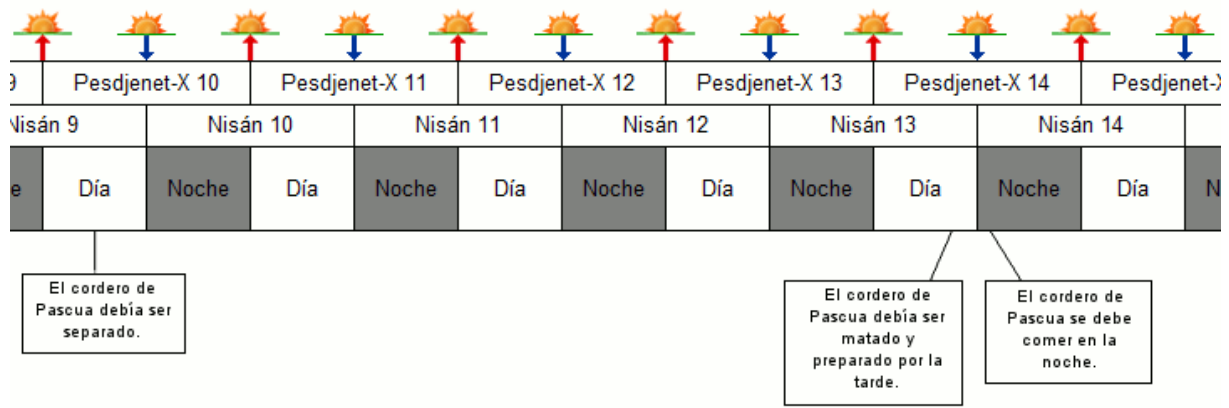 9 Pesdjenet-X 10 Pesdjenet-X 11 Pesdjenet-X 12 Pesdjenet-X 13 Pesdjenet-X 14 Pesdjenet-X
Nisán 9 Nisán 10 Nisán 11 Nisán 12 Nisán 13 Nisán 14
e Día Noche Día Noche Día Noche Día Noche Día Noche Día N
El cordero de
Pascua debía ser
separado.
El cordero de
Pascua debía ser
matado y
preparado por la
tarde.
El cordero de
Pascua se debe
comer en la
noche.